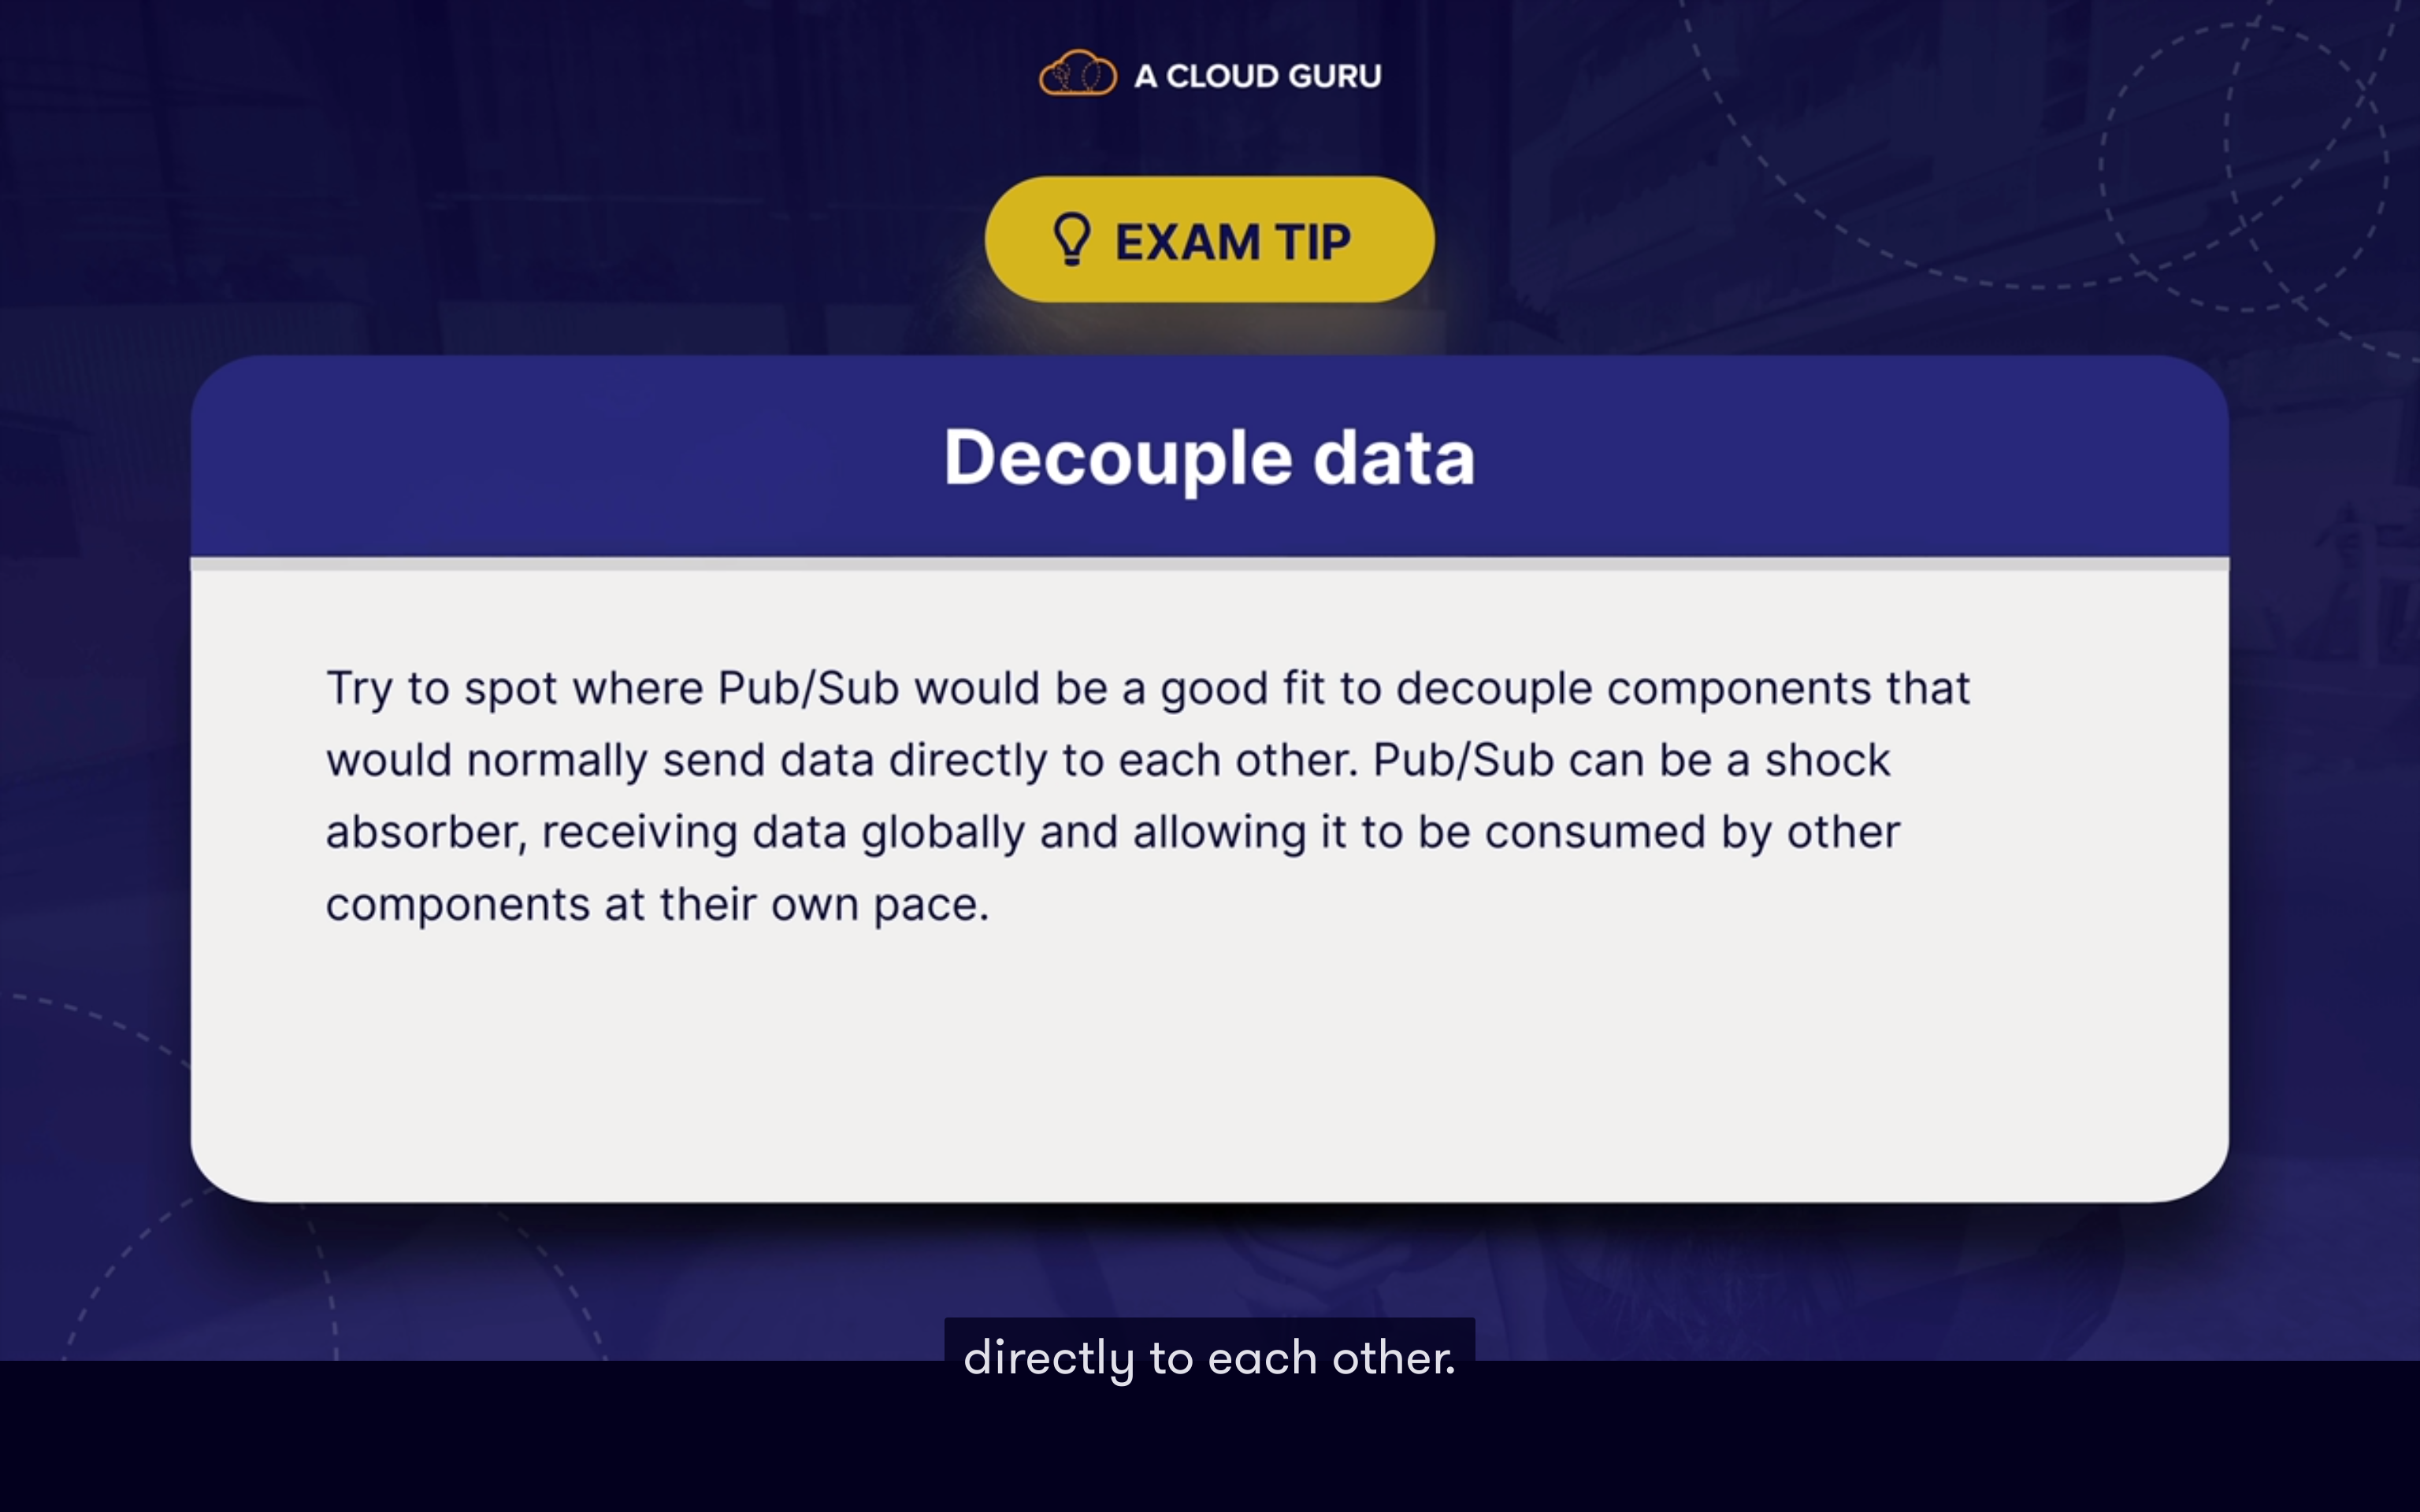 A CLOUD GURU
EXAM TIP
Decouple data
Try to spot where Pub/Sub would be a good fit to decouple components that
would normally send data directly to each other. Pub/Sub can be a shock
absorber, receiving data globally and allowing it to be consumed by other
components at their own pace.
directly to each other.